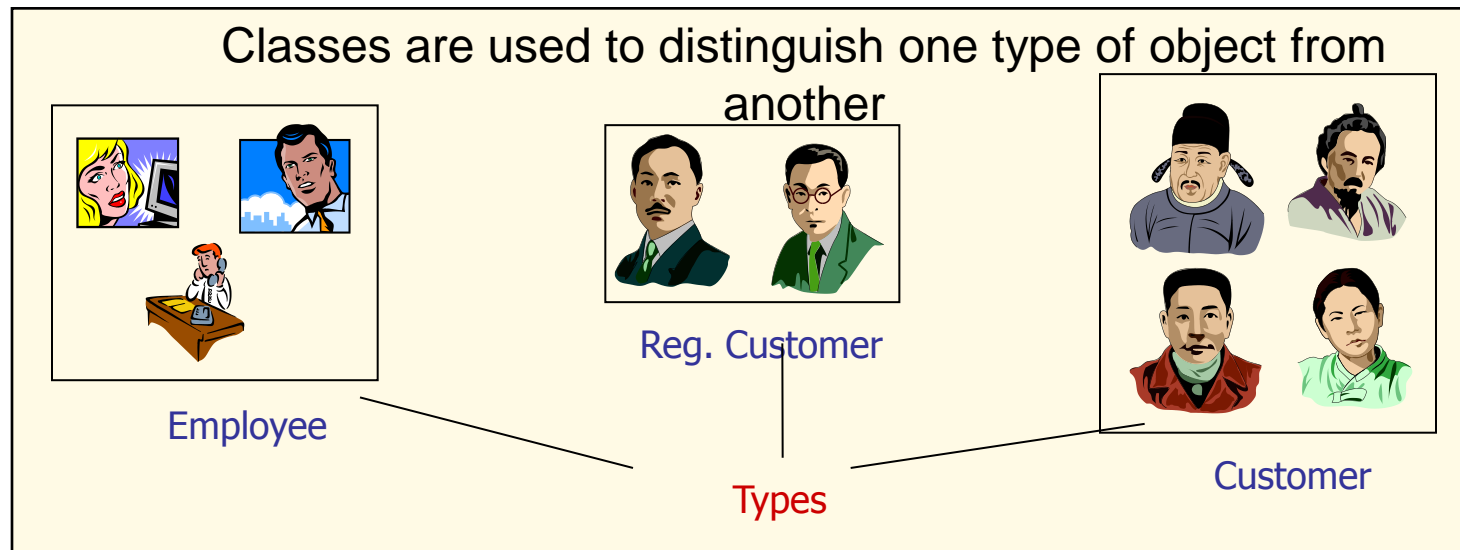 Classes are used to distinguish one type of object from
another
Reg. Customer
Employee
Customer
Types